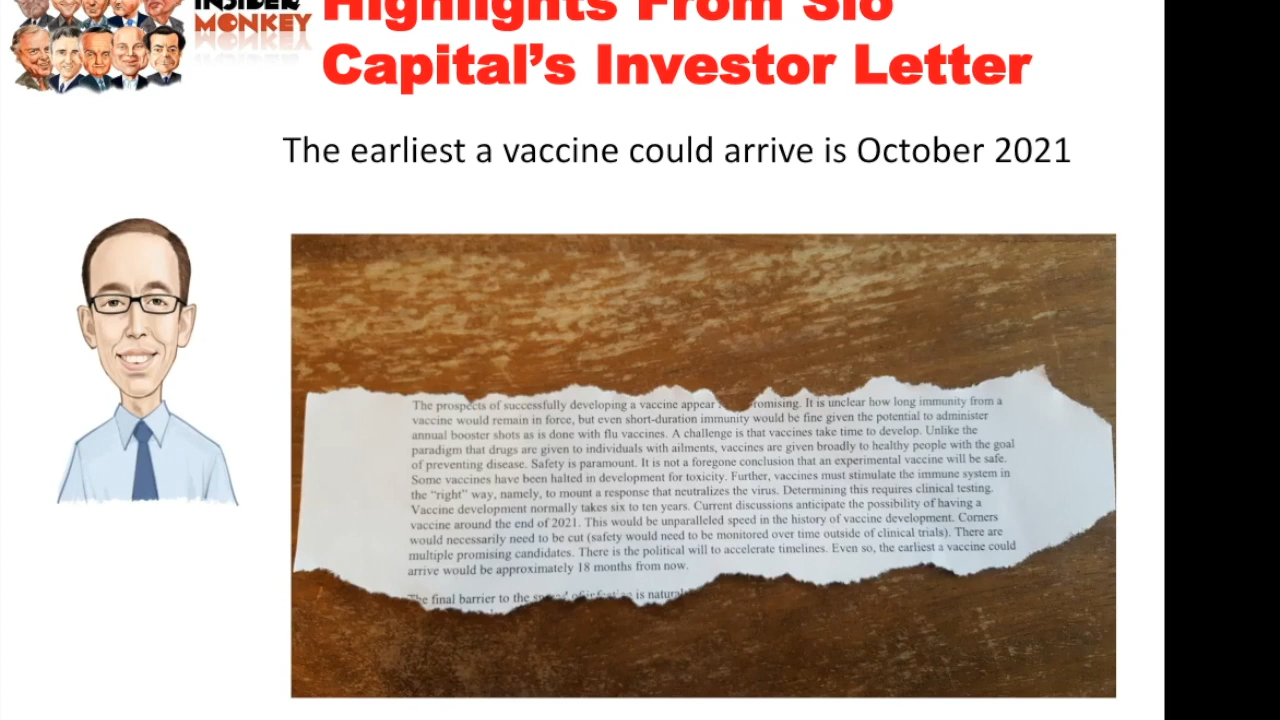 INSIDER
MONKEY
Highlights From Slo
Capital's Investor Letter
The earliest a vaccine could arrive is October 2021
The prospects of successfully developing a vaccine appear promising. It is unclear how long immunity from a
vaccine would remain in force, but even short-duration immunity would be fine given the potential to administer
annual booster shots as is done with flu vaccines. A challenge is that vaccines take time to develop. Unlike the
paradigm that drugs are given to individuals with ailments, vaccines are given broadly to healthy people with the goal
of preventing disease. Safety is paramount. It is not a foregone conclusion that an experimental vaccine will be safe.
Some vaccines have been halted in development for toxicity. Further, vaccines must stimulate the immune system in
the "right" way, namely, to mount a response that neutralizes the virus. Determining this requires clinical testing.
Vaccine development normally takes six to ten years. Current discussions anticipate the possibility of having a
vaccine around the end of 2021. This would be unparalleled speed in the history of vaccine development. Corners
would necessarily need to be cut (safety would need to be monitored over time outside of clinical trials). There are
multiple promising candidates. There is the political will to accelerate timelines. Even so, the earliest a vaccine could
arrive would be approximately 18 months from now.
The final barrier to the is natural